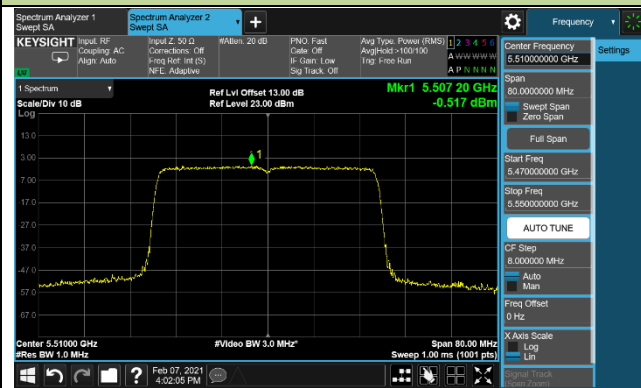 Spectrum Analyzer 1
Swept SA
Spectrum Analyzer 2
Swept SA
Frequency
KEYSIGHT
Input: RF
Coupling: AC
Align: Auto
Input Z: 50 Ω
Corrections: Off
Freq Ref: Int (S)
NFE: Adaptive
#Atten: 20 dB
PNO: Fast
Gate: Off
IF Gain: Low
Sig Track: Off
Avg Type: Power (RMS)
Avg|Hold:>100/100
Trig: Free Run
1 2 3 4 5 6
A W W W W W
A P N N N N
LXI
1 Spectrum
Scale/Div 10 dB
Log
Ref Lvl Offset 13.00 dB
Ref Level 23.00 dBm
Mkr1 5.507 20 GHz
-0.517 dBm
13.0
3.00
-7.00
-17.0
-27.0
-37.0
-47.0
-57.0
-67.0
1
Center 5.51000 GHz
#Res BW 1.0 MHz
#Video BW 3.0 MHz*
Span 80.00 MHz
Sweep 1.00 ms (1001 pts)
Center Frequency
5.510000000 GHz
Settings
Span
80.0000000 MHz
Swept Span
Zero Span
Full Span
Start Freq
5.470000000 GHz
Stop Freq
5.550000000 GHz
AUTO TUNE
CF Step
8.000000 MHz
Auto
Man
Freq Offset
0 Hz
X Axis Scale
Log
Lin
Signal Track
(Span Zoom)
?
Feb 07, 2021
4:02:05 PM